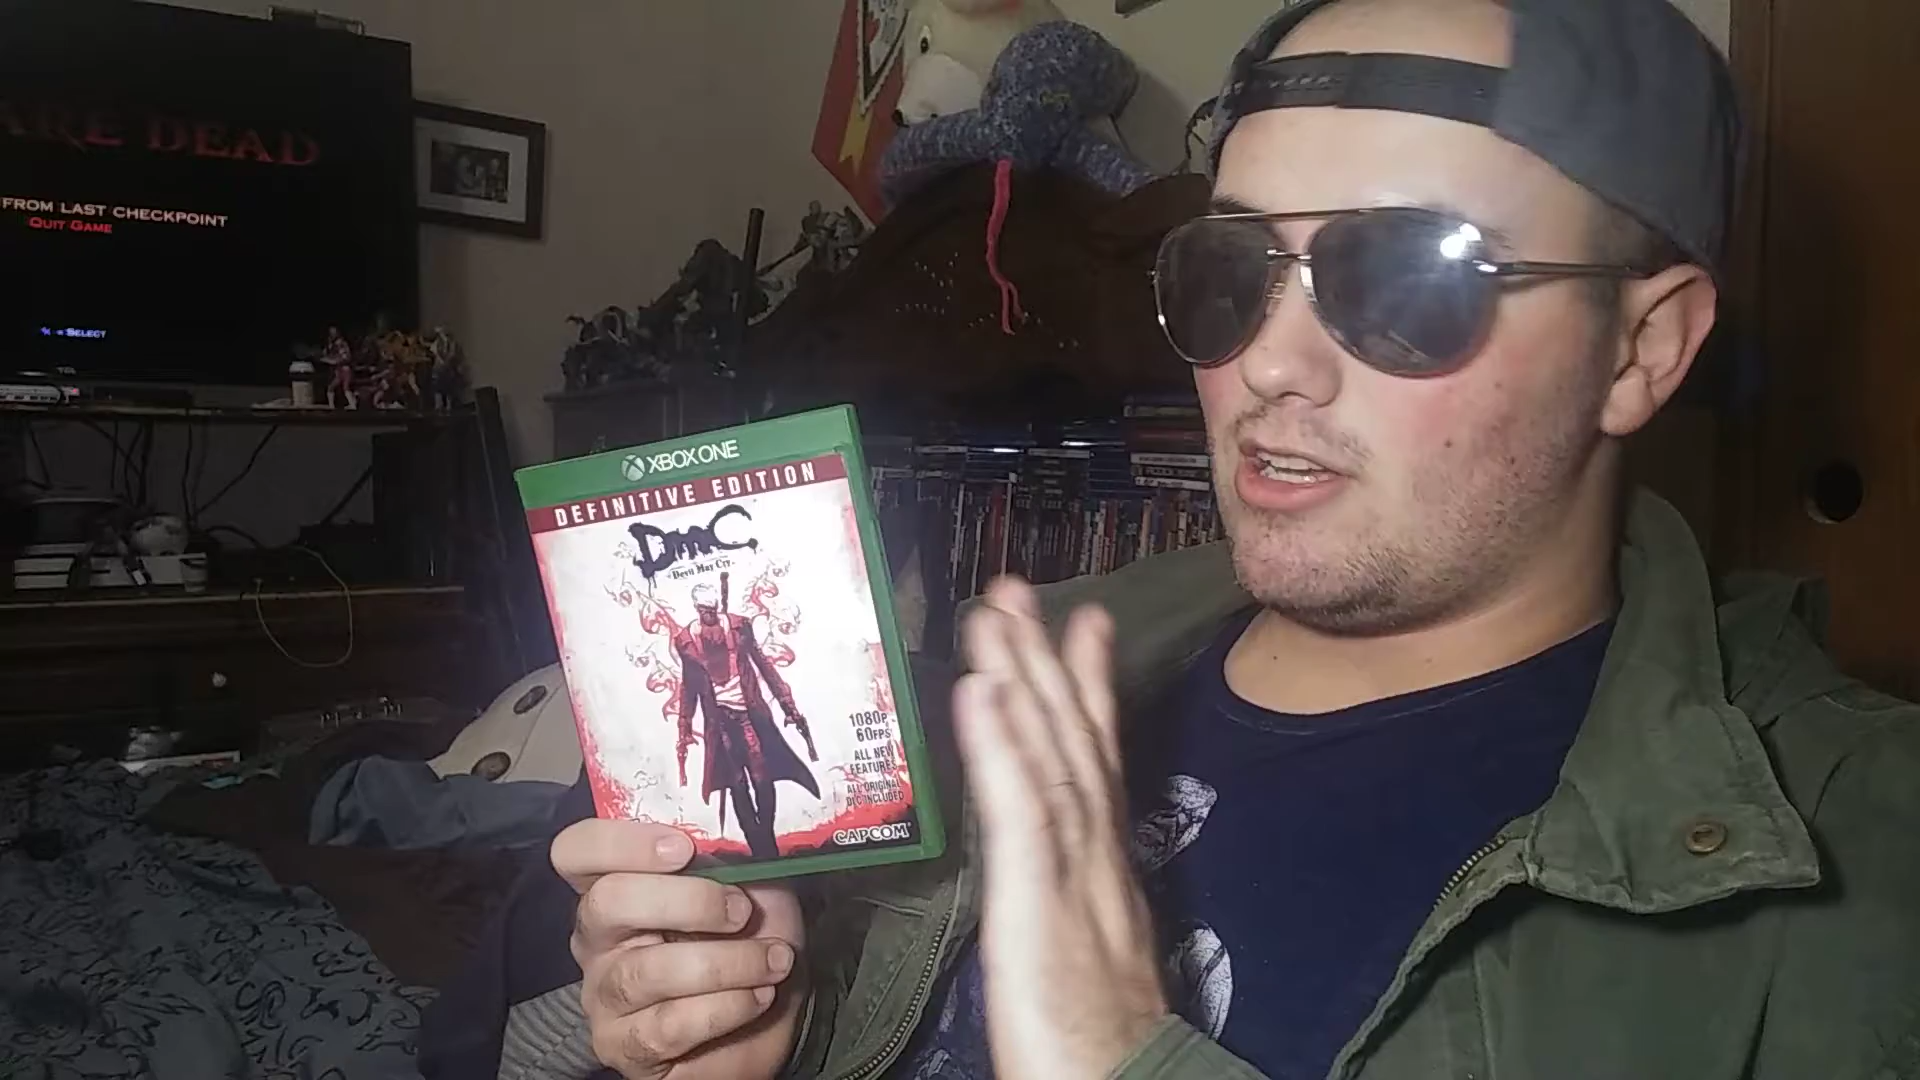 ARE DEAD
FROM LAST CHECKPOINT
QUIT GAME
= SELECT
XBOX ONE
DEFINITIVE EDITION
DmC
Devil May Cry
1080P
60FPS
ALL NEW
FEATURES
ALL ORIGINAL
DLC INCLUDED
CAPCOM